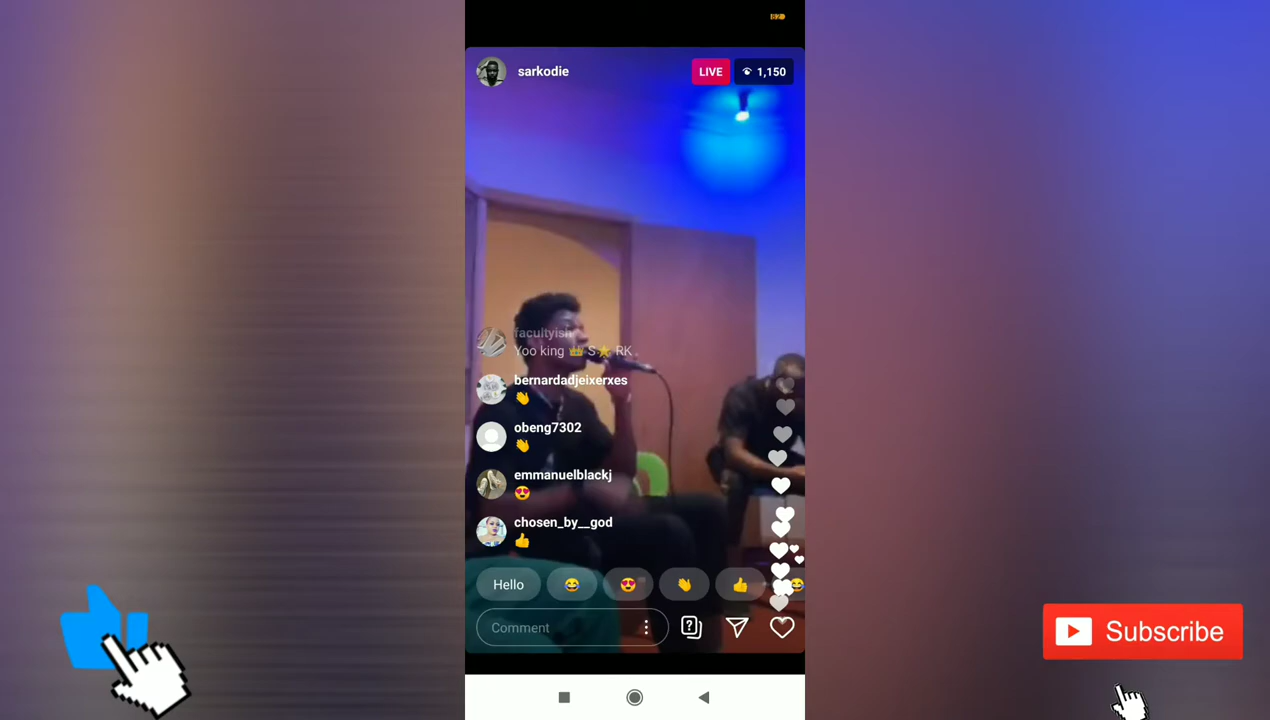 sarkodie
LIVE
1,150
facultyish
Yoo king 👑 S⭐ RK
bernardadjeixerxes
👏
obeng7302
👏
emmanuelblackj
😍
chosen_by__god
👍
Hello 😂 😍 👏 👍 😂
Comment
Subscribe